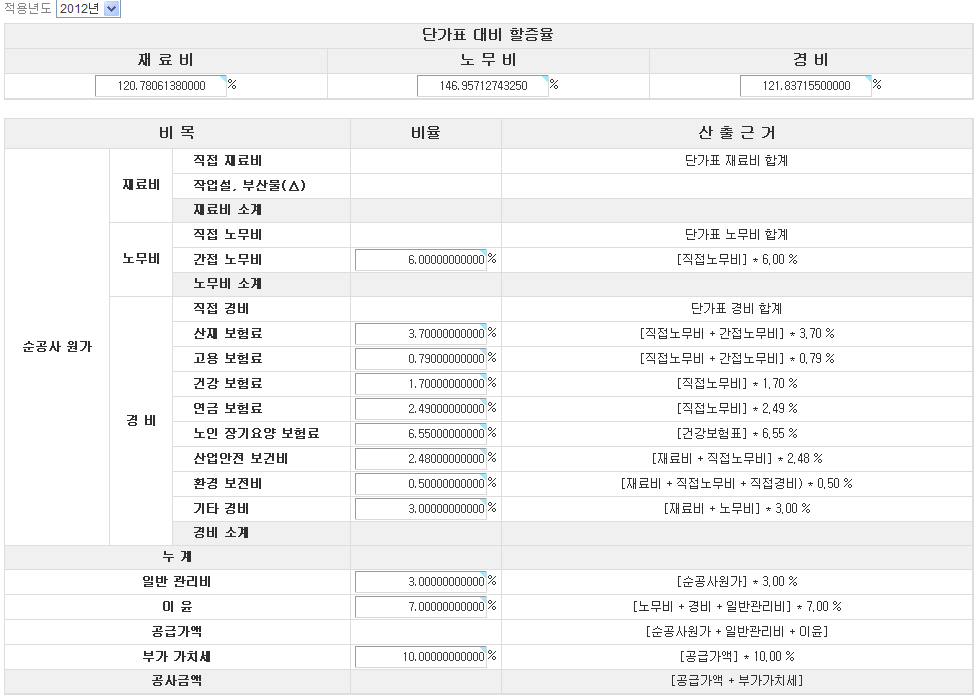 적용년도 2012년
단가표 대비 할증율
재 료 비 노 무 비 경 비
120.78061380000 % 146.95712743250 % 121.83715500000 %
비 목 비율 산 출 근 거
순공사 원가
재료비
직접 재료비 단가표 재료비 합계
작업설, 부산물(△)
재료비 소계
노무비
직접 노무비 단가표 노무비 합계
간접 노무비 6.00000000000 % [직접노무비] * 6.00 %
노무비 소계
경 비
직접 경비 단가표 경비 합계
산재 보험료 3.70000000000 % [직접노무비 + 간접노무비] * 3.70 %
고용 보험료 0.79000000000 % [직접노무비 + 간접노무비] * 0.79 %
건강 보험료 1.70000000000 % [직접노무비] * 1.70 %
연금 보험료 2.49000000000 % [직접노무비] * 2.49 %
노인 장기요양 보험료 6.55000000000 % [건강보험표] * 6.55 %
산업안전 보건비 2.48000000000 % [재료비 + 직접노무비] * 2.48 %
환경 보전비 0.50000000000 % [재료비 + 직접노무비 + 직접경비) * 0.50 %
기타 경비 3.00000000000 % [재료비 + 노무비] * 3.00 %
경비 소계
누 계
일반 관리비 3.00000000000 % [순공사원가] * 3.00 %
이 윤 7.00000000000 % [노무비 + 경비 + 일반관리비] * 7.00 %
공급가액 [순공사원가 + 일반관리비 + 이윤]
부가 가치세 10.00000000000 % [공급가액] * 10.00 %
공사금액 [공급가액 + 부가가치세]